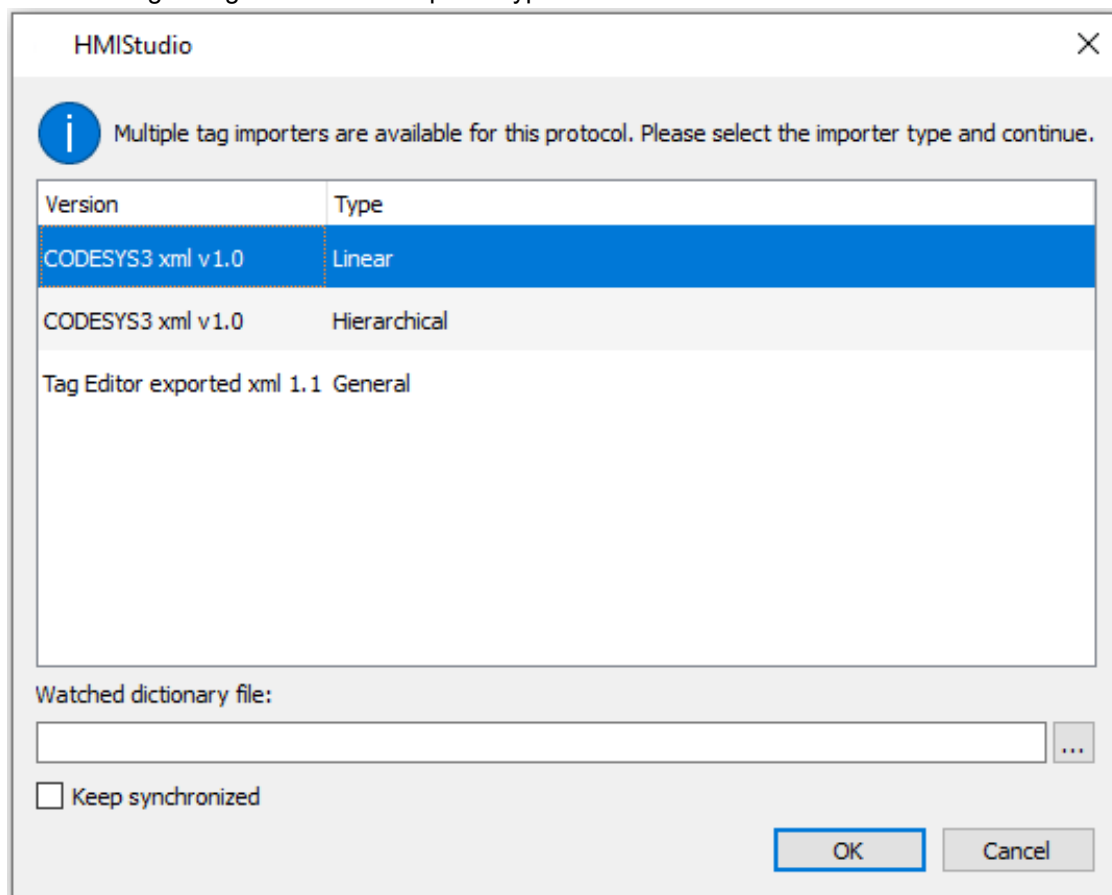 HMIStudio
Multiple tag importers are available for this protocol. Please select the importer type and continue.
Version Type
CODESYS3 xml v1.0 Linear
CODESYS3 xml v1.0 Hierarchical
Tag Editor exported xml 1.1 General
Watched dictionary file:
...
Keep synchronized
OK Cancel